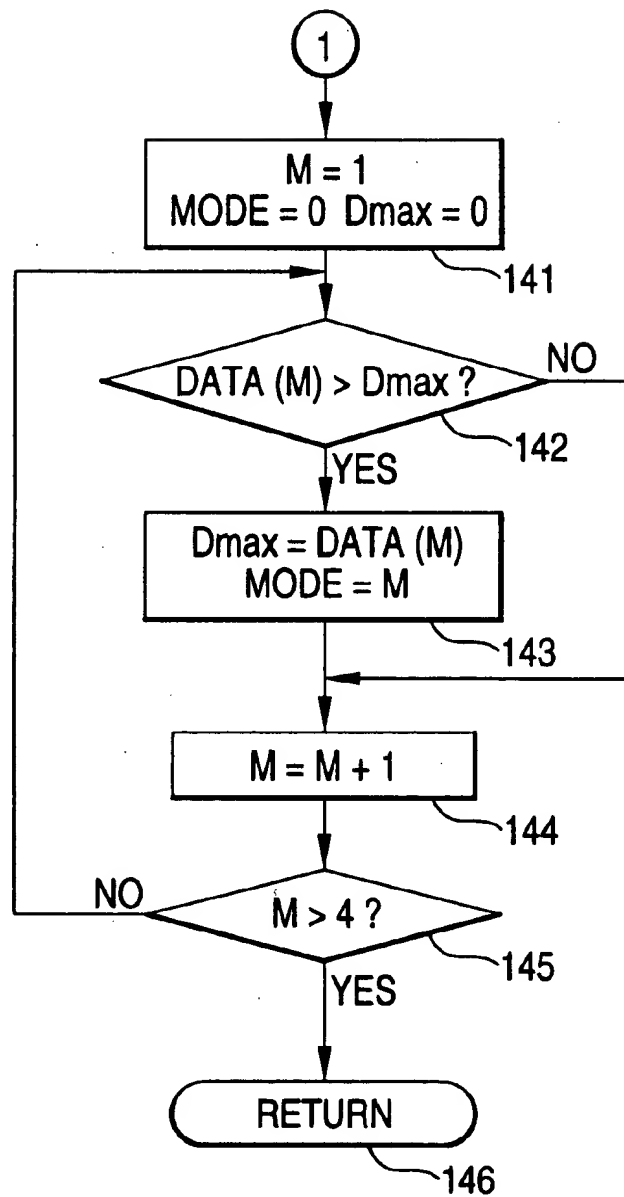 1
M = 1
MODE = 0 Dmax = 0
141
DATA (M) > Dmax ?
NO
142
YES
Dmax = DATA (M)
MODE = M
143
M = M + 1
144
NO
M > 4 ?
145
YES
RETURN
146